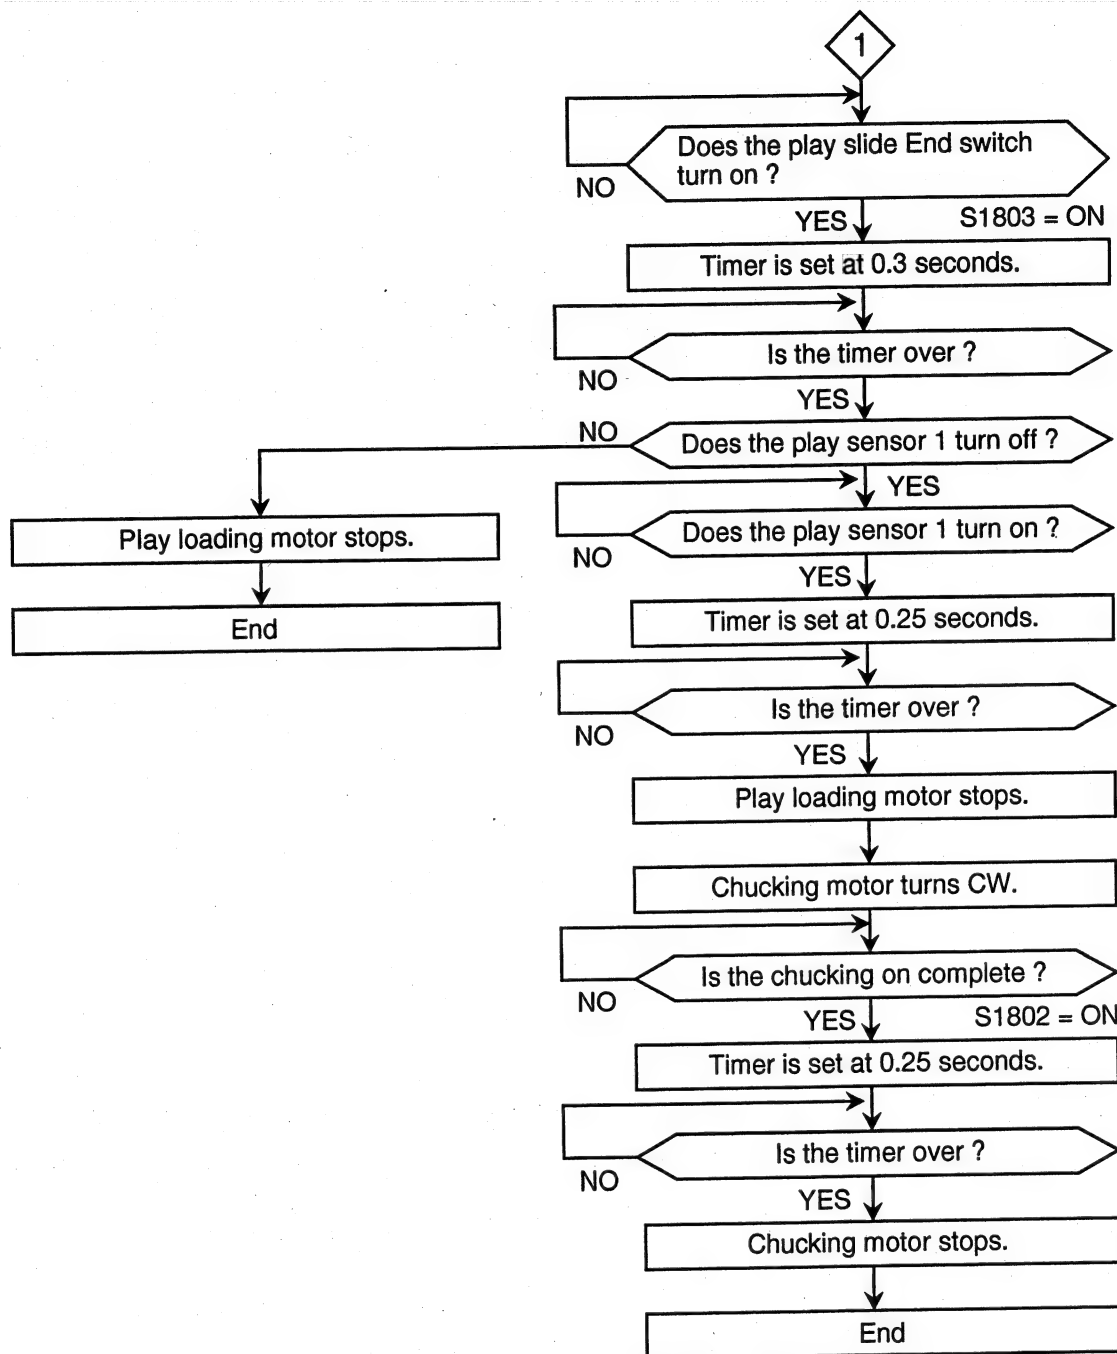 1
Does the play slide End switch
turn on ?
NO
YES
S1803 = ON
Timer is set at 0.3 seconds.
Is the timer over ?
NO
YES
NO
Does the play sensor 1 turn off ?
YES
Play loading motor stops.
End
Does the play sensor 1 turn on ?
NO
YES
Timer is set at 0.25 seconds.
Is the timer over ?
NO
YES
Play loading motor stops.
Chucking motor turns CW.
Is the chucking on complete ?
NO
YES
S1802 = ON
Timer is set at 0.25 seconds.
Is the timer over ?
NO
YES
Chucking motor stops.
End